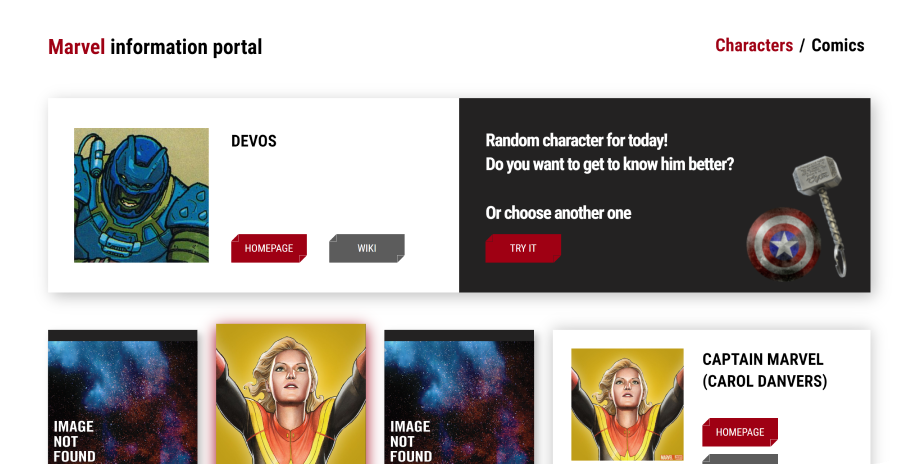 Marvel information portal
Characters / Comics
DEVOS
HOMEPAGE
WIKI
Random character for today!
Do you want to get to know him better?
Or choose another one
TRY IT
IMAGE
NOT
FOUND
IMAGE
NOT
FOUND
MARVEL
CAPTAIN MARVEL
(CAROL DANVERS)
HOMEPAGE